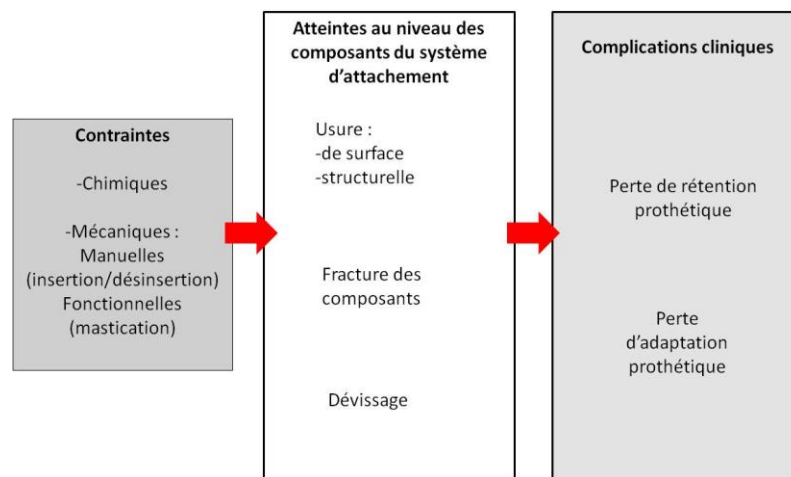 Contraintes
-Chimiques
-Mécaniques :
Manuelles
(insertion/désinsertion)
Fonctionnelles
(mastication)
Atteintes au niveau des
composants du système
d’attachement
Usure :
-de surface
-structurelle
Fracture des
composants
Dévissage
Complications cliniques
Perte de rétention
prothétique
Perte
d’adaptation
prothétique